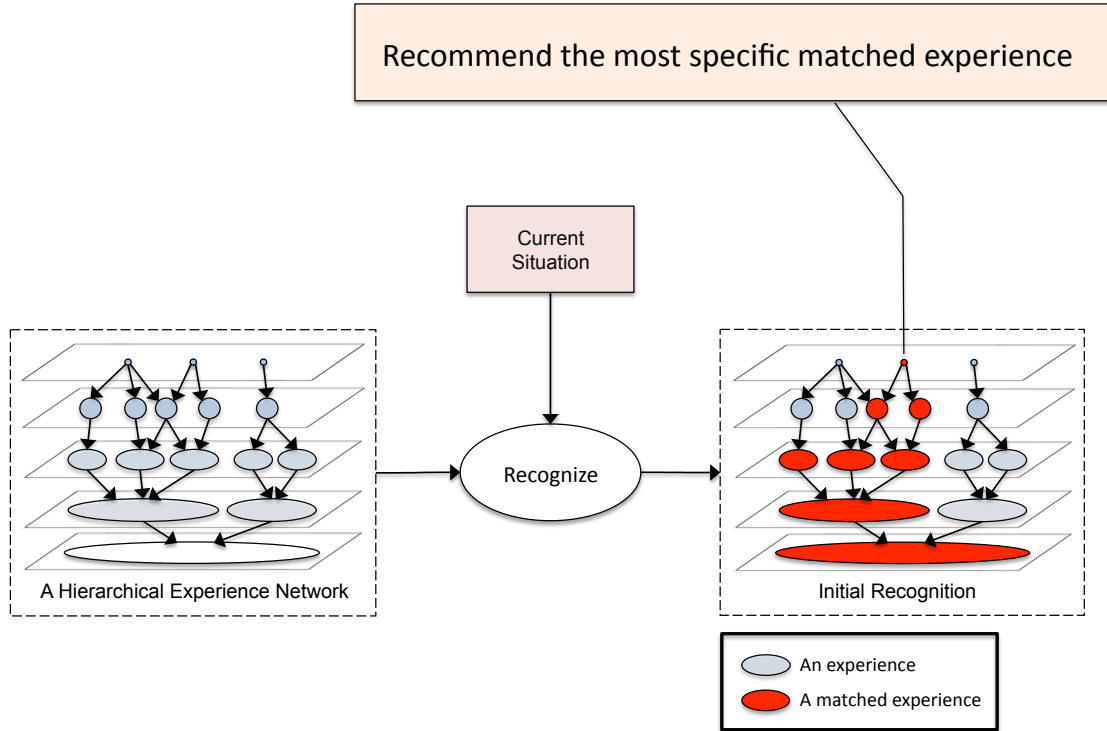 Recommend the most specific matched experience
Current
Situation
Recognize
A Hierarchical Experience Network
Initial Recognition
An experience
A matched experience